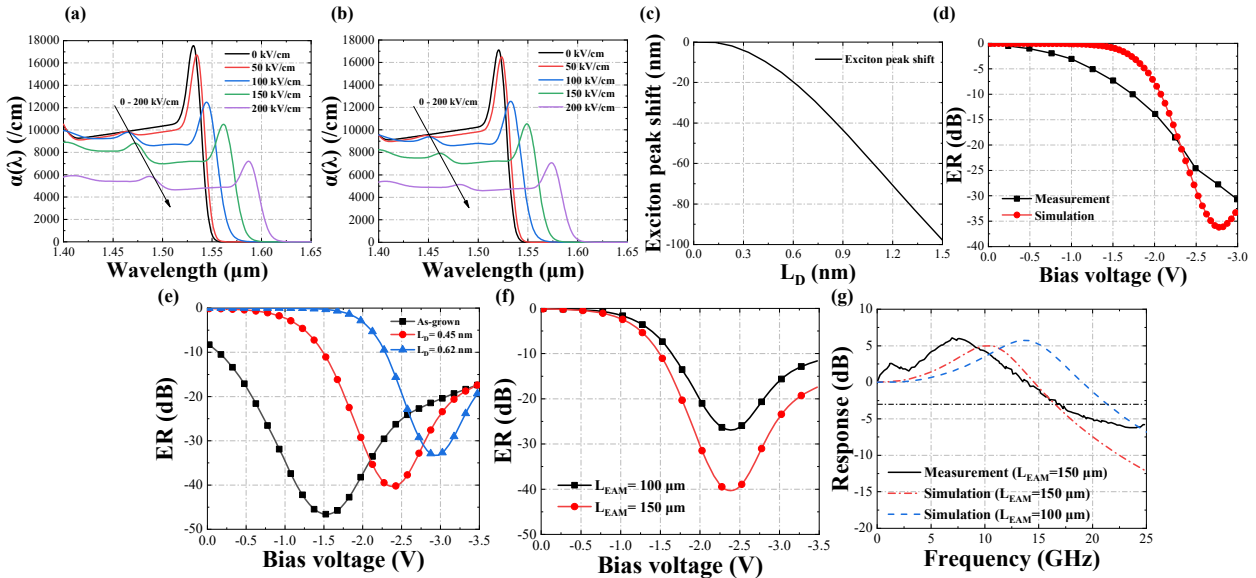 (a)
18000
16000
14000
12000
10000
8000
6000
4000
2000
0
α(λ) (/cm)
0 kV/cm
50 kV/cm
100 kV/cm
150 kV/cm
200 kV/cm
0 - 200 kV/cm
1.40 1.45 1.50 1.55 1.60 1.65
Wavelength (μm)
(b)
18000
16000
14000
12000
10000
8000
6000
4000
2000
0
α(λ) (/cm)
0 kV/cm
50 kV/cm
100 kV/cm
150 kV/cm
200 kV/cm
0 - 200 kV/cm
1.40 1.45 1.50 1.55 1.60 1.65
Wavelength (μm)
(c)
0
-20
-40
-60
-80
-100
Exciton peak shift (nm)
Exciton peak shift
0.0 0.3 0.6 0.9 1.2 1.5
L_D (nm)
(d)
0
-5
-10
-15
-20
-25
-30
-35
-40
ER (dB)
Measurement
Simulation
0.0 -0.5 -1.0 -1.5 -2.0 -2.5 -3.0
Bias voltage (V)
(e)
0
-10
-20
-30
-40
-50
ER (dB)
As-grown
L_D= 0.45 nm
L_D= 0.62 nm
0.0 -0.5 -1.0 -1.5 -2.0 -2.5 -3.0 -3.5
Bias voltage (V)
(f)
0
-10
-20
-30
-40
-50
ER (dB)
L_EAM= 100 μm
L_EAM= 150 μm
0.0 -0.5 -1.0 -1.5 -2.0 -2.5 -3.0 -3.5
Bias voltage (V)
(g)
10
5
0
-5
-10
-15
-20
Response (dB)
Measurement (L_EAM=150 μm)
Simulation (L_EAM=150 μm)
Simulation (L_EAM=100 μm)
0 5 10 15 20 25
Frequency (GHz)